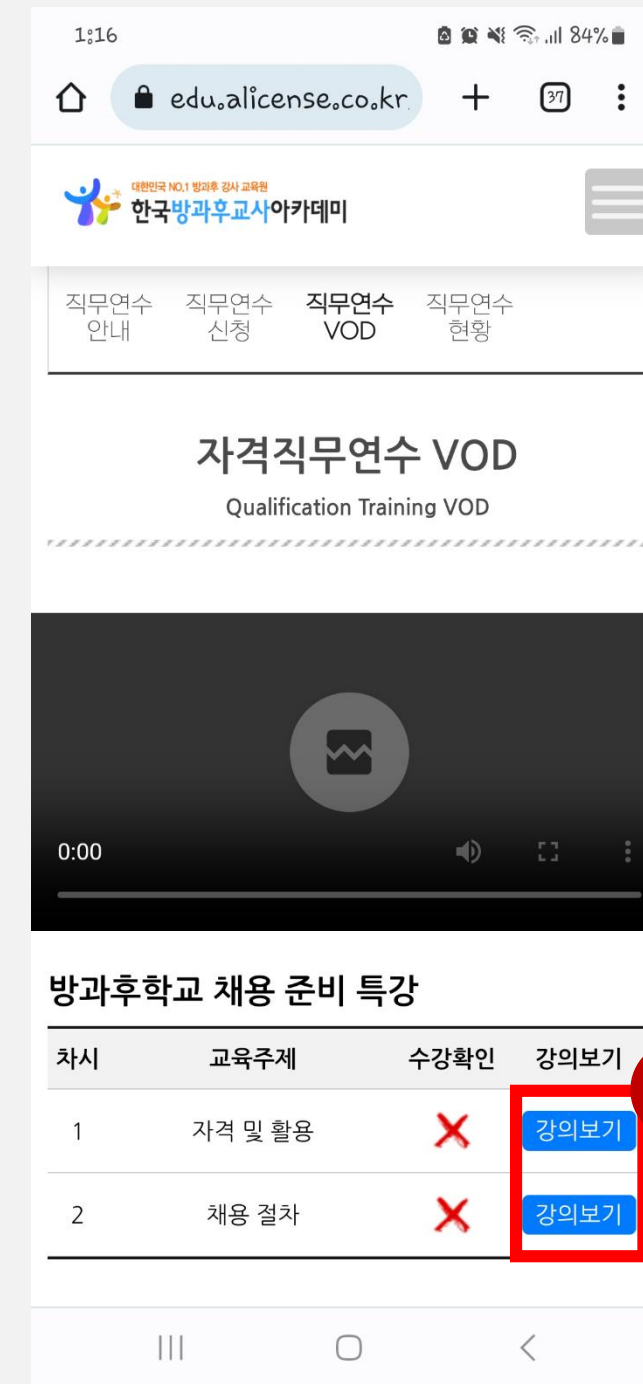 1:16
84%
edu.alicense.co.kr
37
대한민국 NO.1 방과후 강사 교육원
한국방과후교사아카데미
직무연수 안내
직무연수 신청
직무연수 VOD
직무연수 현황
자격직무연수 VOD
Qualification Training VOD
0:00
방과후학교 채용 준비 특강
차시 교육주제 수강확인 강의보기
1 자격 및 활용 강의보기
2 채용 절차 강의보기